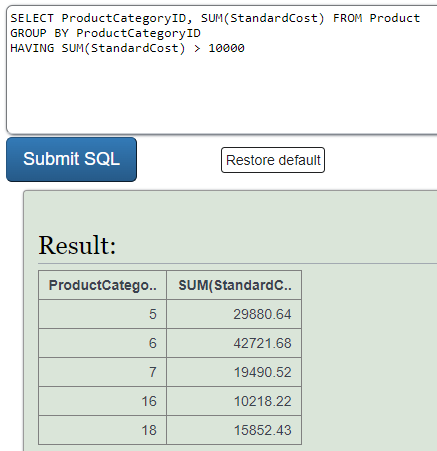 SELECT ProductCategoryID, SUM(StandardCost) FROM Product
GROUP BY ProductCategoryID
HAVING SUM(StandardCost) > 10000
Submit SQL Restore default
Result:
ProductCatego.. SUM(StandardC..
5 29880.64
6 42721.68
7 19490.52
16 10218.22
18 15852.43